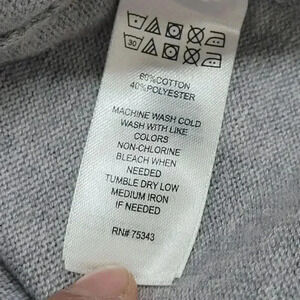 30
60%COTTON
40%POLYESTER
MACHINE WASH COLD
WASH WITH LIKE
COLORS
NON-CHLORINE
BLEACH WHEN
NEEDED
TUMBLE DRY LOW
MEDIUM IRON
IF NEEDED
RN# 75343